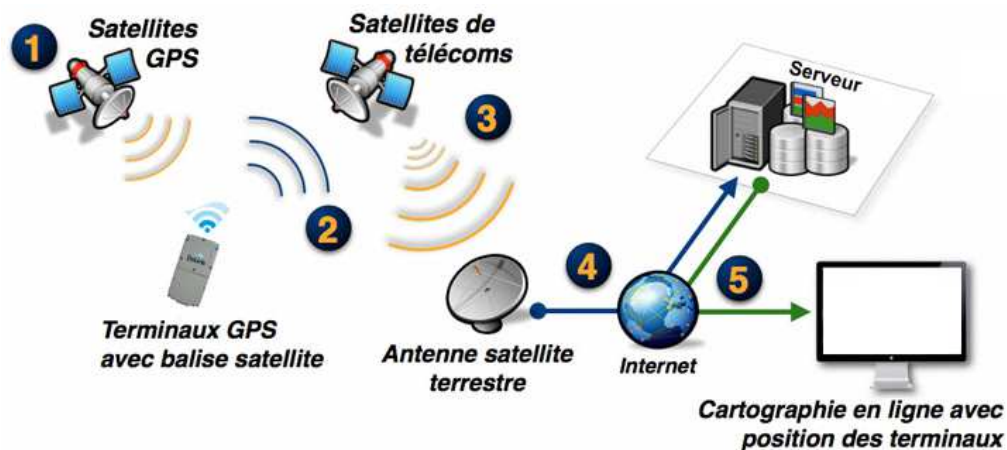 1
Satellites
GPS
Satellites de
télécoms
3
Serveur
2
4
5
Terminaux GPS
avec balise satellite
Antenne satellite
terrestre
Internet
Cartographie en ligne avec
position des terminaux